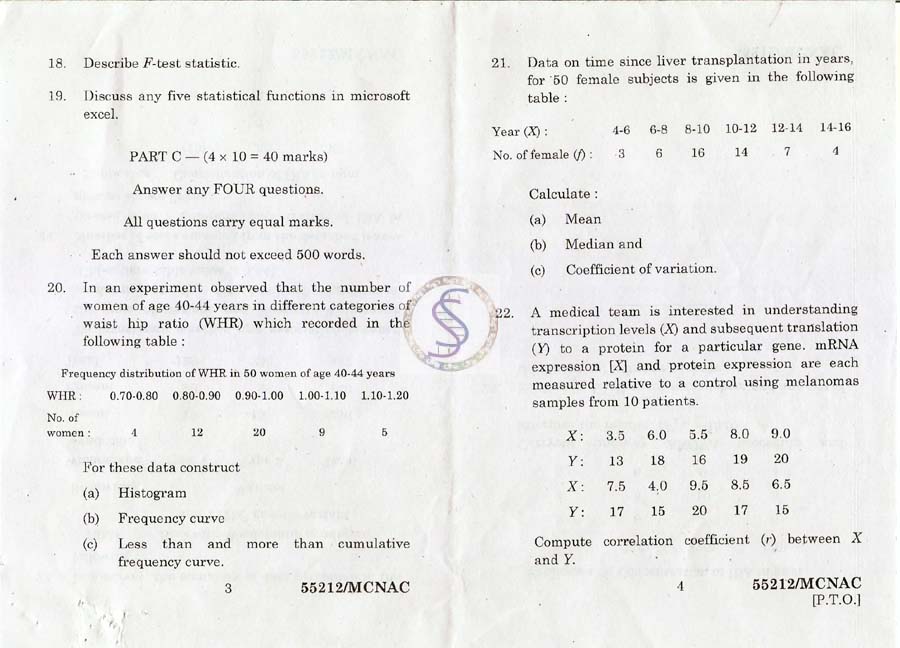 18. Describe F-test statistic.
19. Discuss any five statistical functions in microsoft
excel.
PART C — (4 × 10 = 40 marks)
Answer any FOUR questions.
All questions carry equal marks.
Each answer should not exceed 500 words.
20. In an experiment observed that the number of
women of age 40-44 years in different categories of
waist hip ratio (WHR) which recorded in the
following table :
Frequency distribution of WHR in 50 women of age 40-44 years
WHR : 0.70-0.80 0.80-0.90 0.90-1.00 1.00-1.10 1.10-1.20
No. of
women : 4 12 20 9 5
For these data construct
(a) Histogram
(b) Frequency curve
(c) Less than and more than cumulative
frequency curve.
3 55212/MCNAC
21. Data on time since liver transplantation in years,
for 50 female subjects is given in the following
table :
Year (X) : 4-6 6-8 8-10 10-12 12-14 14-16
No. of female (f) : 3 6 16 14 7 4
Calculate :
(a) Mean
(b) Median and
(c) Coefficient of variation.
22. A medical team is interested in understanding
transcription levels (X) and subsequent translation
(Y) to a protein for a particular gene. mRNA
expression [X] and protein expression are each
measured relative to a control using melanomas
samples from 10 patients.
X : 3.5 6.0 5.5 8.0 9.0
Y : 13 18 16 19 20
X : 7.5 4.0 9.5 8.5 6.5
Y : 17 15 20 17 15
Compute correlation coefficient (r) between X
and Y.
4 55212/MCNAC
[P.T.O.]